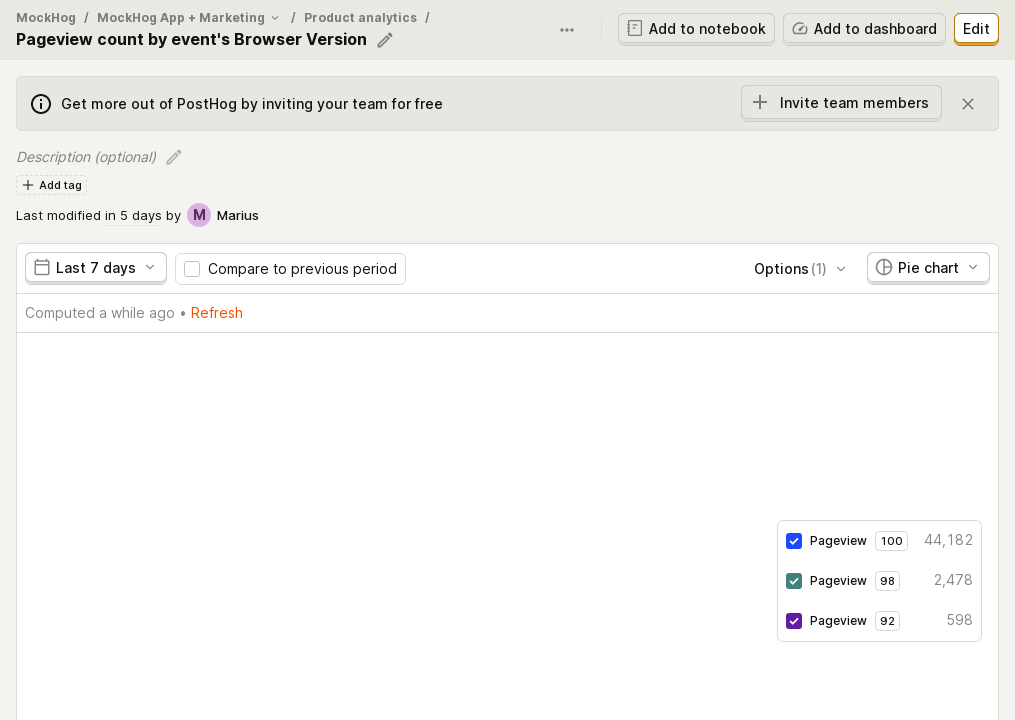 MockHog / MockHog App + Marketing / Product analytics /
Pageview count by event's Browser Version
Add to notebook
Add to dashboard
Edit
Get more out of PostHog by inviting your team for free
Invite team members
Description (optional)
Add tag
Last modified in 5 days by M Marius
Last 7 days
Compare to previous period
Options (1)
Pie chart
Computed a while ago • Refresh
Pageview 100 44,182
Pageview 98 2,478
Pageview 92 598